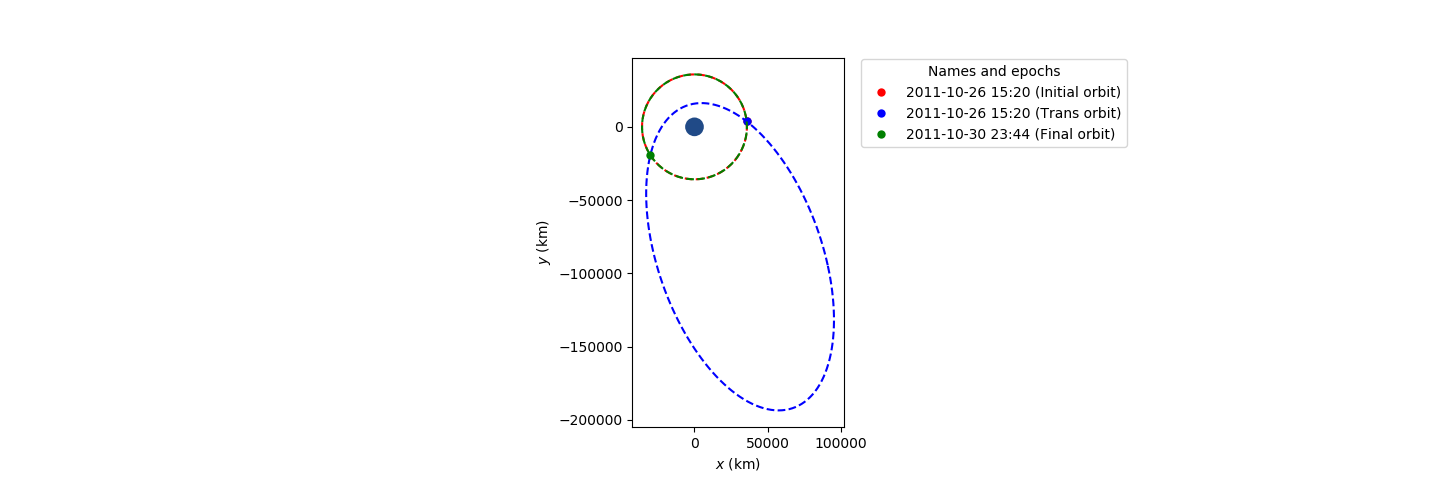 Names and epochs
2011-10-26 15:20 (Initial orbit)
2011-10-26 15:20 (Trans orbit)
2011-10-30 23:44 (Final orbit)
0
−50000
−100000
−150000
−200000
y (km)
0 50000 100000
x (km)